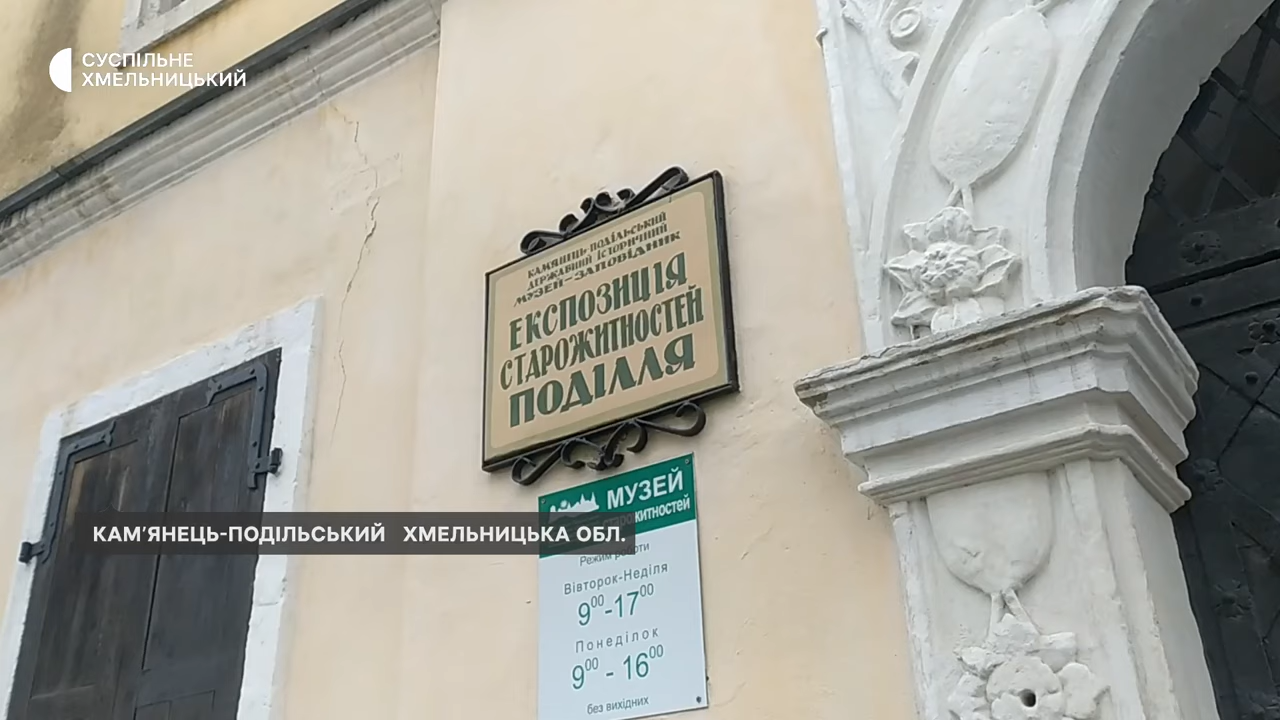 СУСПІЛЬНЕ
ХМЕЛЬНИЦЬКИЙ
КАМ'ЯНЕЦЬ-ПОДІЛЬСЬКИЙ
ДЕРЖАВНИЙ ІСТОРИЧНИЙ
МУЗЕЙ-ЗАПОВІДНИК
ЕКСПОЗИЦІЯ
СТАРОЖИТНОСТЕЙ
ПОДІЛЛЯ
МУЗЕЙ
КАМ'ЯНЕЦЬ-ПОДІЛЬСЬКИЙ ХМЕЛЬНИЦЬКА ОБЛ.
Режим роботи
Вівторок-Неділя
9⁰⁰-17⁰⁰
Понеділок
9⁰⁰ - 16⁰⁰
без вихідних